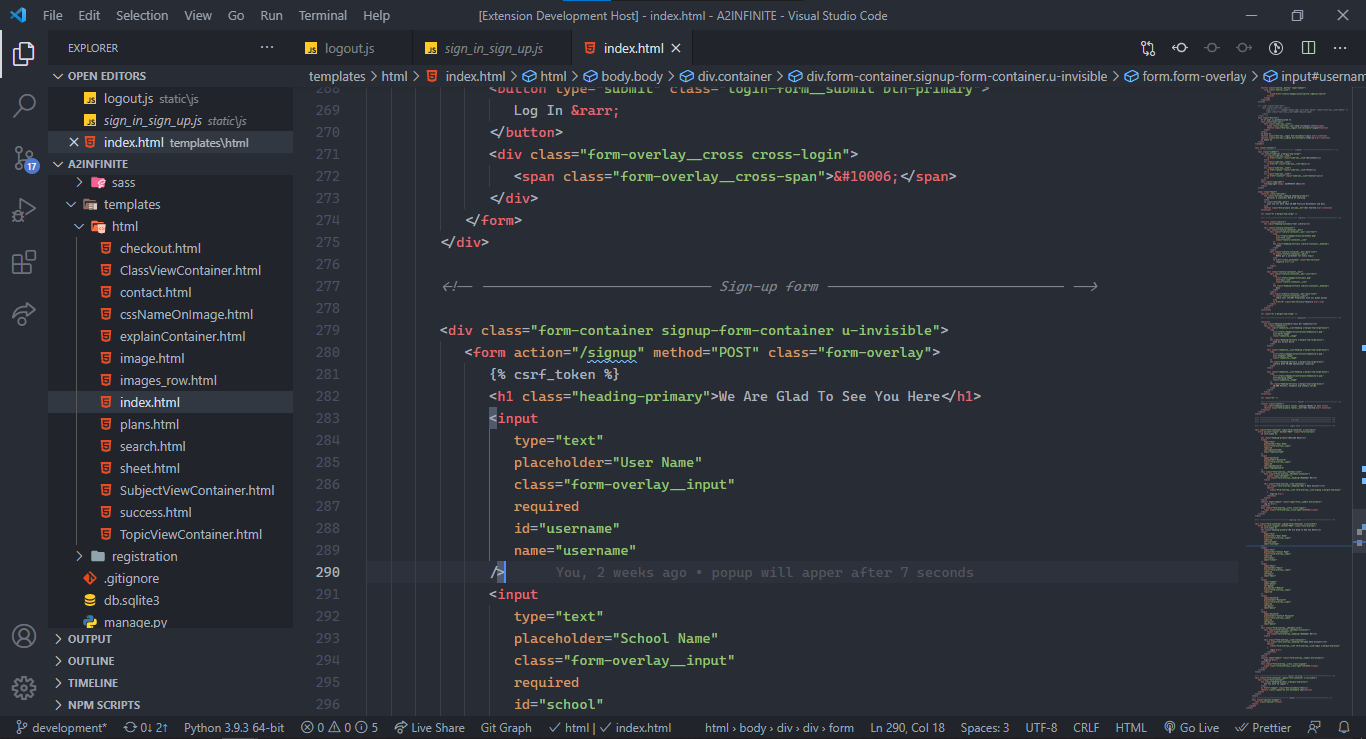 File Edit Selection View Go Run Terminal Help
[Extension Development Host] - index.html - A2INFINITE - Visual Studio Code
EXPLORER
OPEN EDITORS
logout.js static\js
sign_in_sign_up.js static\js
index.html templates\html
A2INFINITE
sass
templates
html
checkout.html
ClassViewContainer.html
contact.html
cssNameOnImage.html
explainContainer.html
image.html
images_row.html
index.html
plans.html
search.html
sheet.html
SubjectViewContainer.html
success.html
TopicViewContainer.html
registration
.gitignore
db.sqlite3
manage.py
OUTPUT
OUTLINE
TIMELINE
NPM SCRIPTS
17
logout.js
sign_in_sign_up.js
index.html
templates > html > index.html > html > body.body > div.container > div.form-container.signup-form-container.u-invisible > form.form-overlay > input#usernam
268 <button type="submit" class="login-form__submit btn-primary">
269 Log In &rarr;
270 </button>
271 <div class="form-overlay__cross cross-login">
272 <span class="form-overlay__cross-span">&#10006;</span>
273 </div>
274 </form>
275 </div>
276
277 <!-- ———————————— Sign-up form ———————————— -->
278
279 <div class="form-container signup-form-container u-invisible">
280 <form action="/signup" method="POST" class="form-overlay">
281 {% csrf_token %}
282 <h1 class="heading-primary">We Are Glad To See You Here</h1>
283 <input
284 type="text"
285 placeholder="User Name"
286 class="form-overlay__input"
287 required
288 id="username"
289 name="username"
290 /> You, 2 weeks ago • popup will apper after 7 seconds
291 <input
292 type="text"
293 placeholder="School Name"
294 class="form-overlay__input"
295 required
296 id="school"
development* 0↓ 2↑ Python 3.9.3 64-bit 0 0 5 Live Share Git Graph html | index.html html › body › div › div › form Ln 290, Col 18 Spaces: 3 UTF-8 CRLF HTML Go Live Prettier